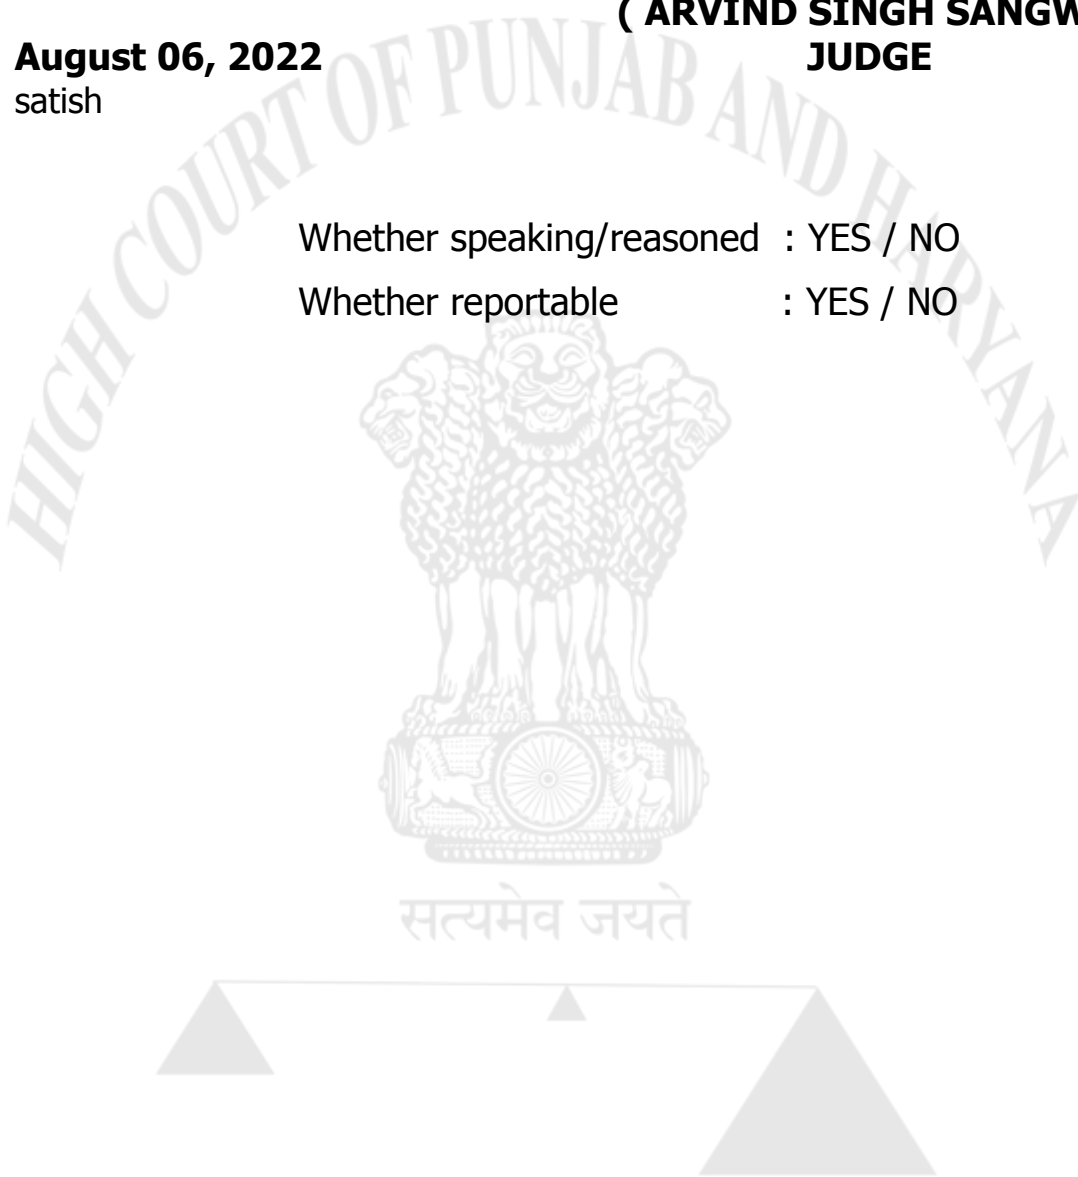 ( ARVIND SINGH SANGW
August 06, 2022 JUDGE
satish
HIGH COURT OF PUNJAB AND HARYANA
Whether speaking/reasoned : YES / NO
Whether reportable : YES / NO
सत्यमेव जयते